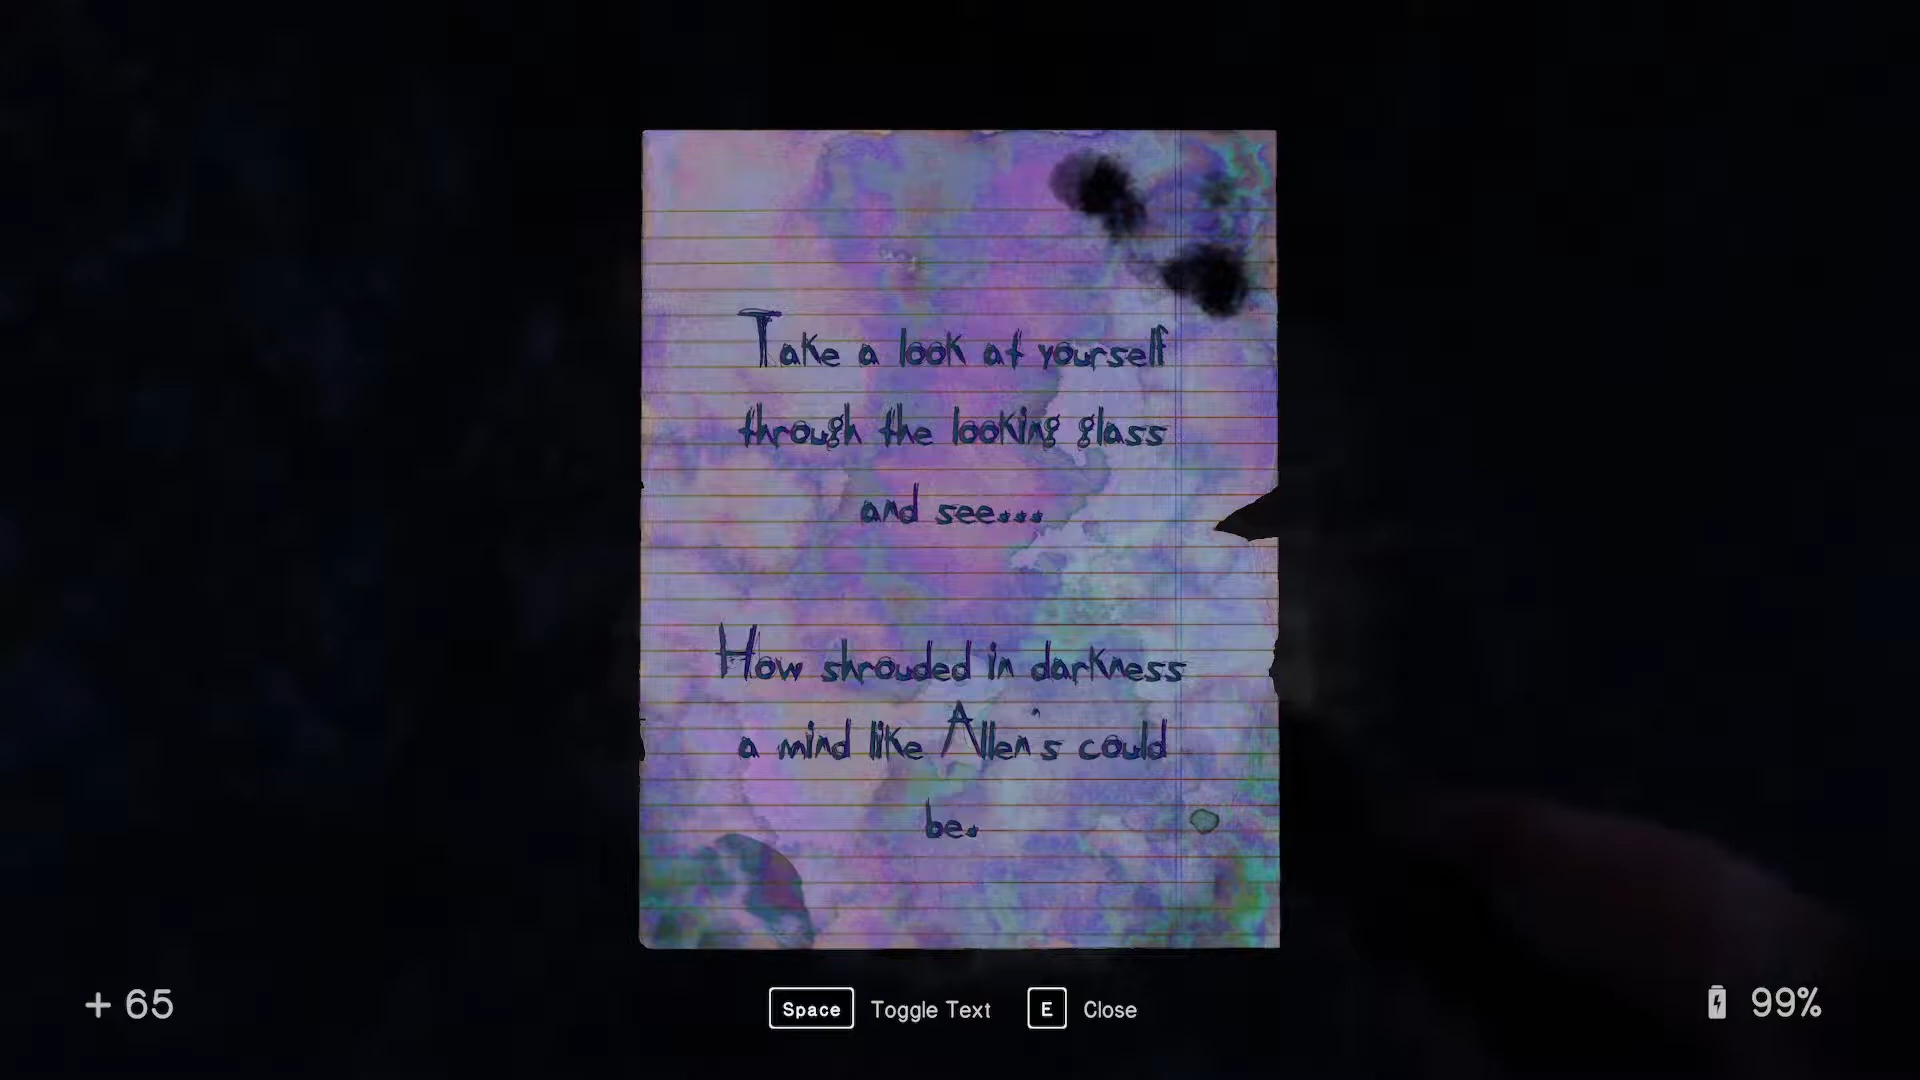 Take a look at yourself
through the looking glass
and see...
How shrouded in darkness
a mind like Allen's could
be.
+ 65
Space Toggle Text E Close
99%